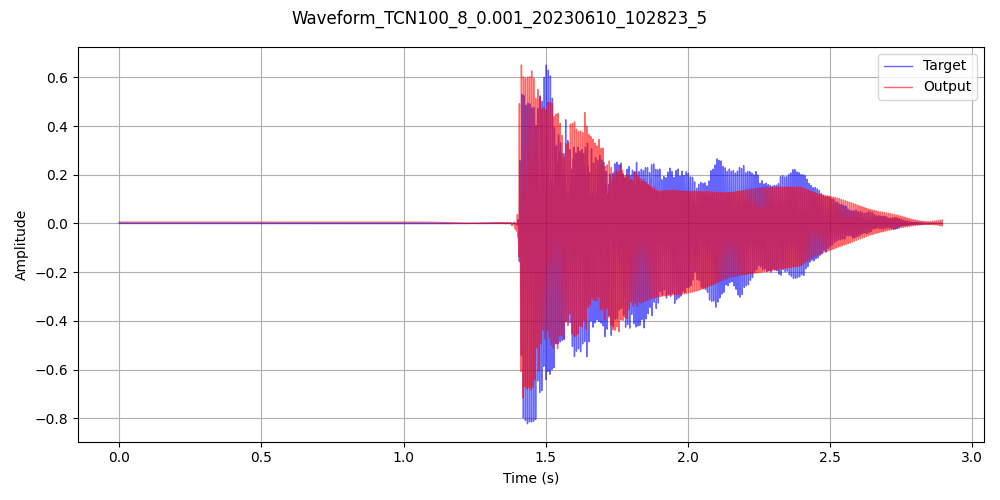 Waveform_TCN100_8_0.001_20230610_102823_5
Target
Output
Amplitude
0.6
0.4
0.2
0.0
−0.2
−0.4
−0.6
−0.8
0.0 0.5 1.0 1.5 2.0 2.5 3.0
Time (s)